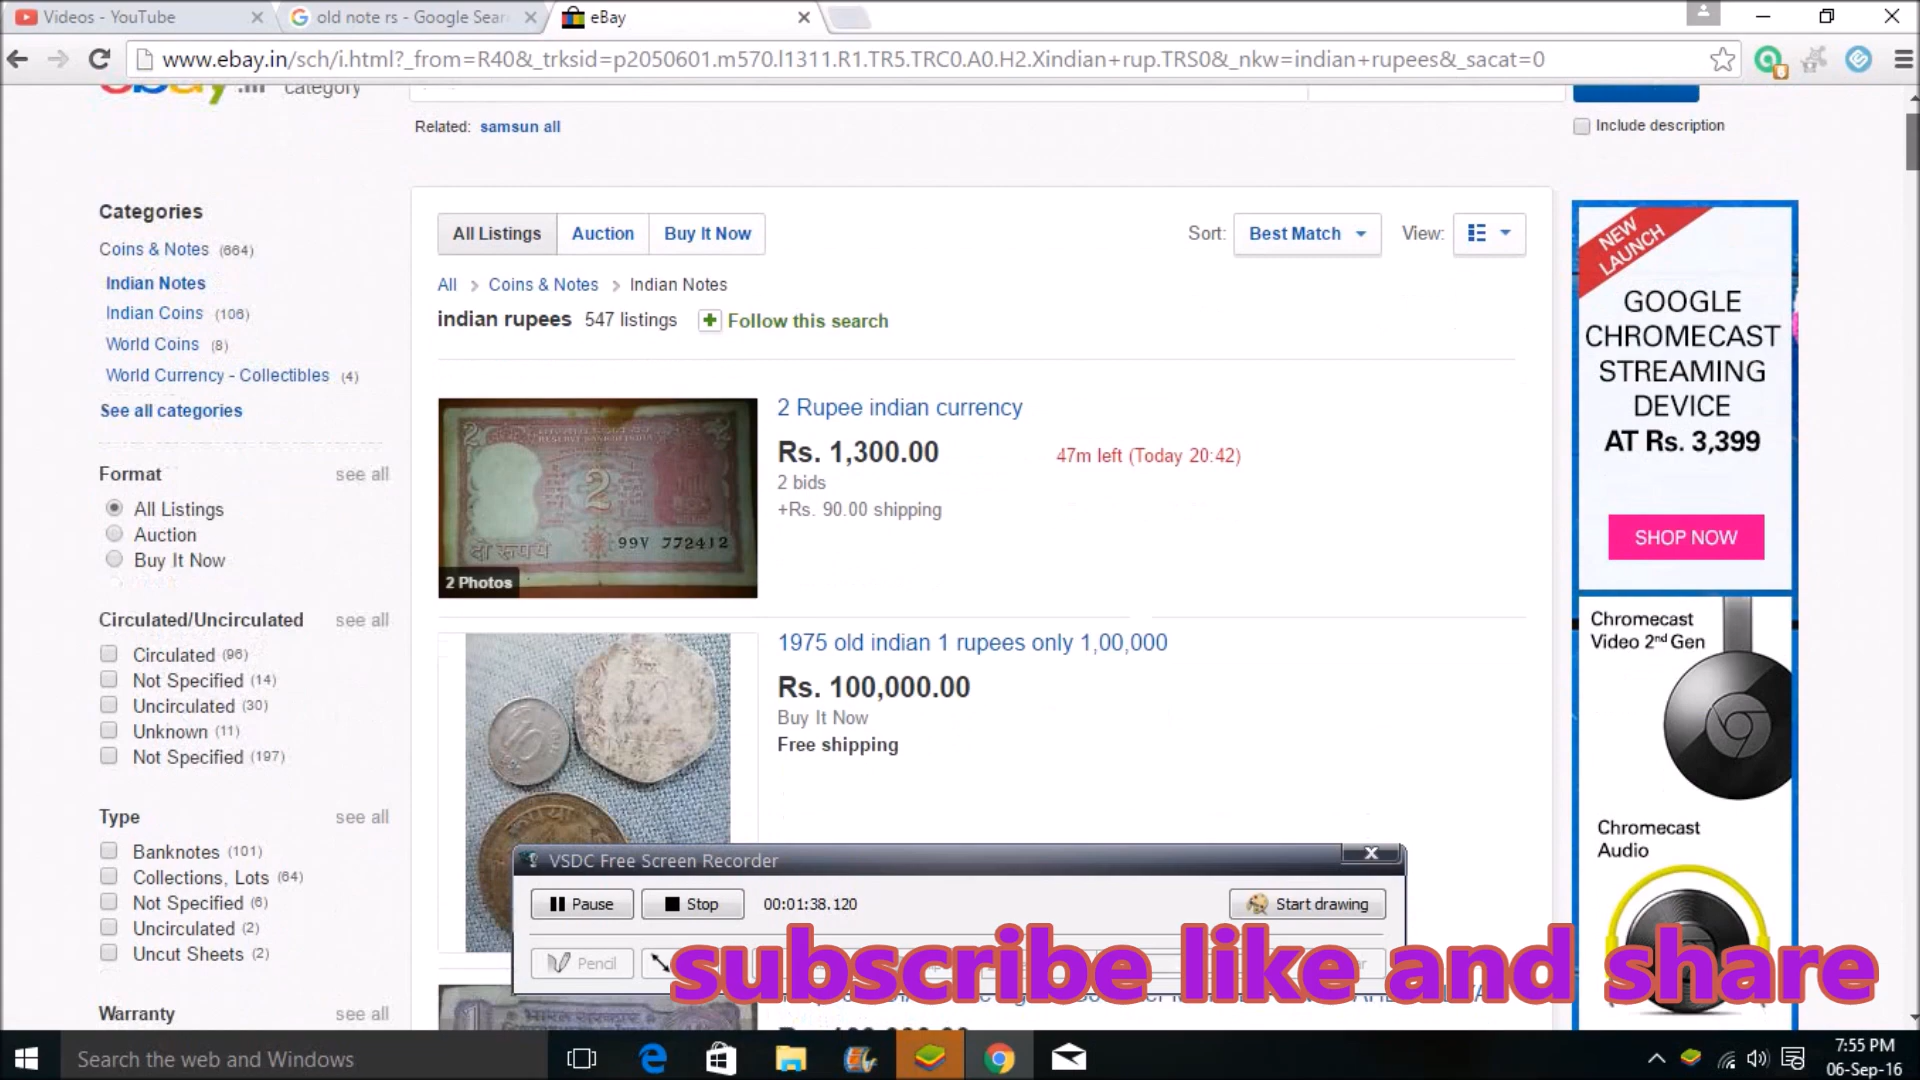 Videos - YouTube
old note rs - Google Sear
eBay
www.ebay.in/sch/i.html?_from=R40&_trksid=p2050601.m570.l1311.R1.TR5.TRC0.A0.H2.Xindian+rup.TRS0&_nkw=indian+rupees&_sacat=0
category
Related: samsun all
Include description
Categories
Coins & Notes (664)
Indian Notes
Indian Coins (106)
World Coins (8)
World Currency - Collectibles (4)
See all categories
Format see all
All Listings
Auction
Buy It Now
Circulated/Uncirculated see all
Circulated (96)
Not Specified (14)
Uncirculated (30)
Unknown (11)
Not Specified (197)
Type see all
Banknotes (101)
Collections, Lots (64)
Not Specified (6)
Uncirculated (2)
Uncut Sheets (2)
Warranty see all
All Listings Auction Buy It Now
Sort: Best Match View:
All > Coins & Notes > Indian Notes
indian rupees 547 listings Follow this search
2 Rupee indian currency
Rs. 1,300.00
47m left (Today 20:42)
2 bids
+Rs. 90.00 shipping
2
RESERVE BANK OF INDIA
2
दो रुपये
99V 772412
2 Photos
1975 old indian 1 rupees only 1,00,000
Rs. 100,000.00
Buy It Now
Free shipping
भारत सरकार
NEW
LAUNCH
GOOGLE
CHROMECAST
STREAMING
DEVICE
AT Rs. 3,399
SHOP NOW
Chromecast
Video 2nd Gen
Chromecast
Audio
VSDC Free Screen Recorder
Pause Stop 00:01:38.120 Start drawing
Pencil
subscribe like and share
Search the web and Windows
7:55 PM
06-Sep-16